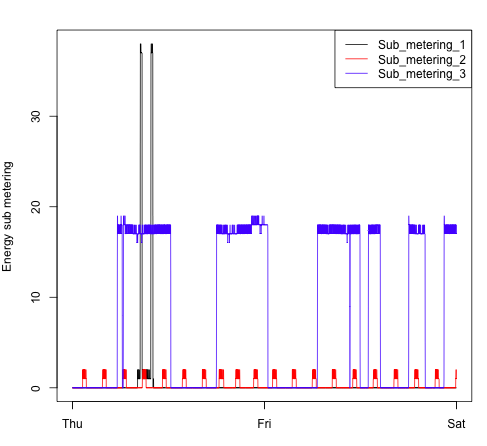 Sub_metering_1
Sub_metering_2
Sub_metering_3
Energy sub metering
30
20
10
0
Thu Fri Sat